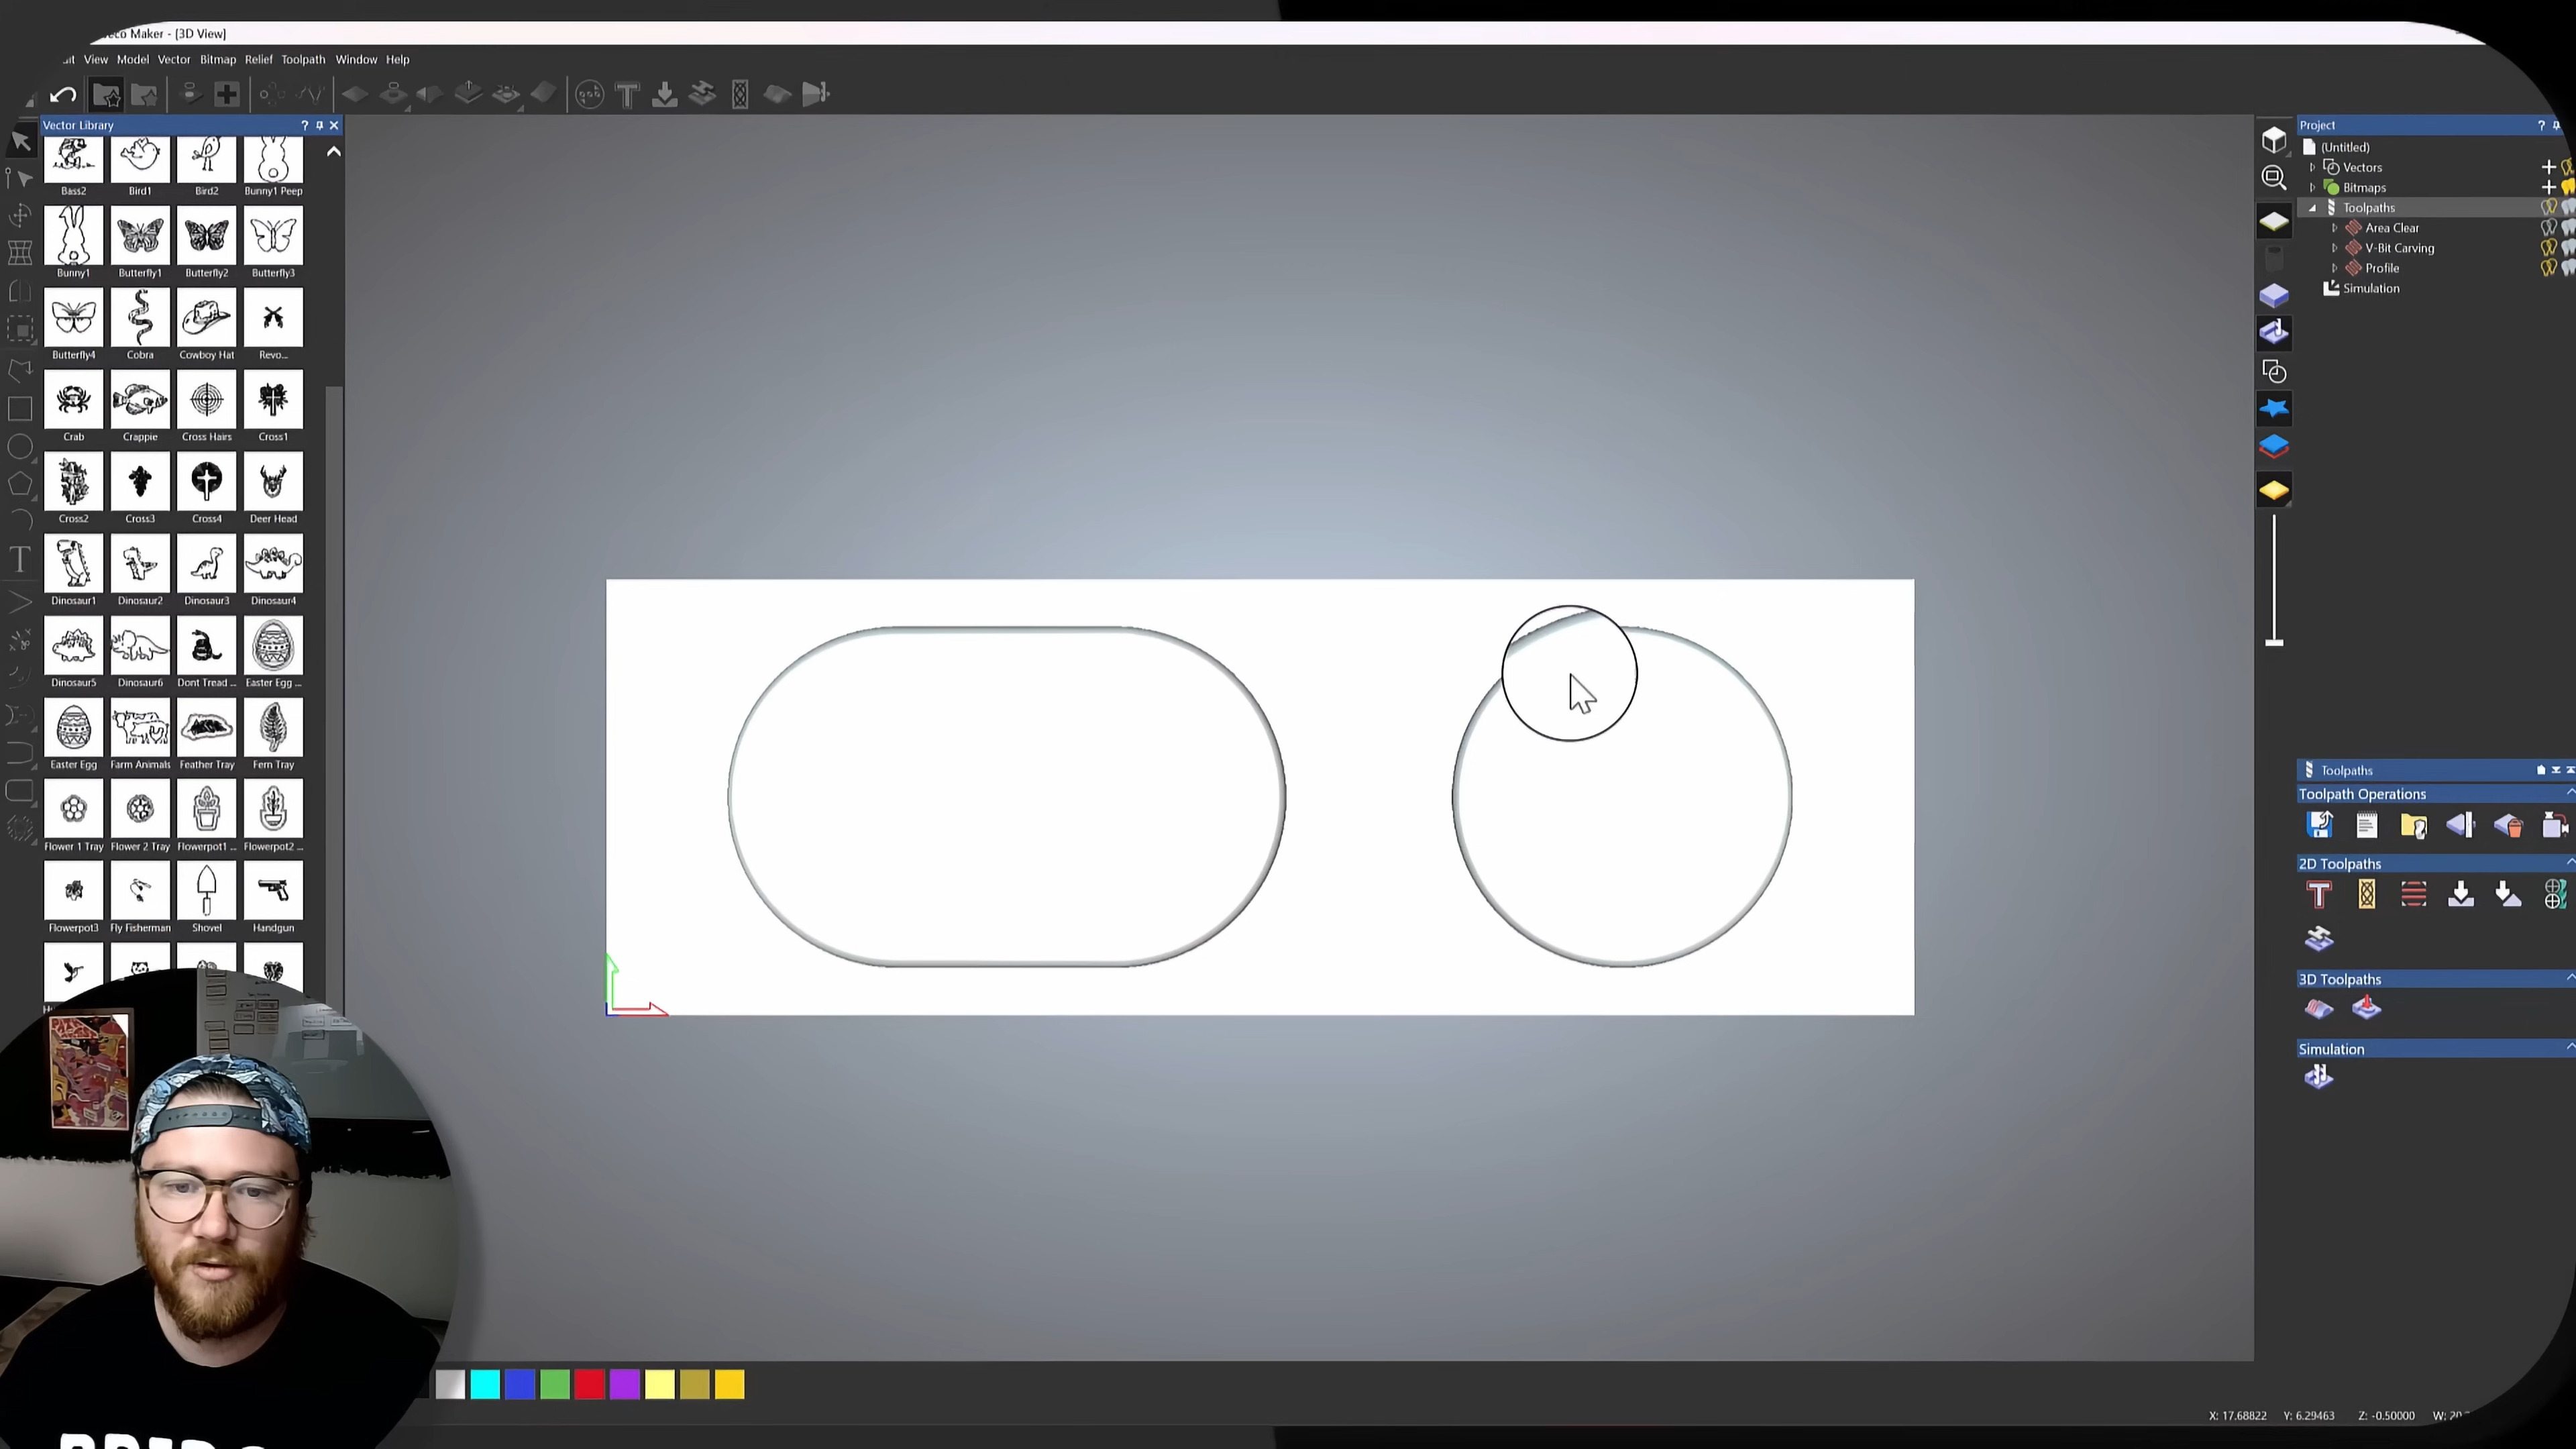 eco Maker - [3D View]
View Model Vector Bitmap Relief Toolpath Window Help
Vector Library
Bass2 Bird1 Bird2 Bunny1 Peep
Bunny1 Butterfly1 Butterfly2 Butterfly3
Butterfly4 Cobra Cowboy Hat Revo...
Crab Crappie Cross Hairs Cross1
Cross2 Cross3 Cross4 Deer Head
Dinosaur1 Dinosaur2 Dinosaur3 Dinosaur4
Dinosaur5 Dinosaur6 Dont Tread ... Easter Egg ...
Easter Egg Farm Animals Feather Tray Fern Tray
Flower 1 Tray Flower 2 Tray Flowerpot1 ... Flowerpot2 ...
Flowerpot3 Fly Fisherman Shovel Handgun
Project
(Untitled)
Vectors
Bitmaps
Toolpaths
Area Clear
V-Bit Carving
Profile
Simulation
Toolpaths
Toolpath Operations
2D Toolpaths
3D Toolpaths
Simulation
X: 17.68822 Y: 6.29463 Z: -0.50000 W: 20